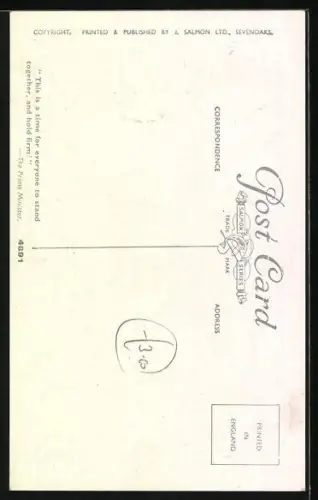 COPYRIGHT. PRINTED & PUBLISHED BY J. SALMON LTD., SEVENOAKS.
Post Card
SALMON
SERIES
TRADE
MARK
CORRESPONDENCE
ADDRESS
PRINTED
IN
ENGLAND
"This is a time for everyone to stand
together, and hold firm!"
—The Prime Minister.
4891